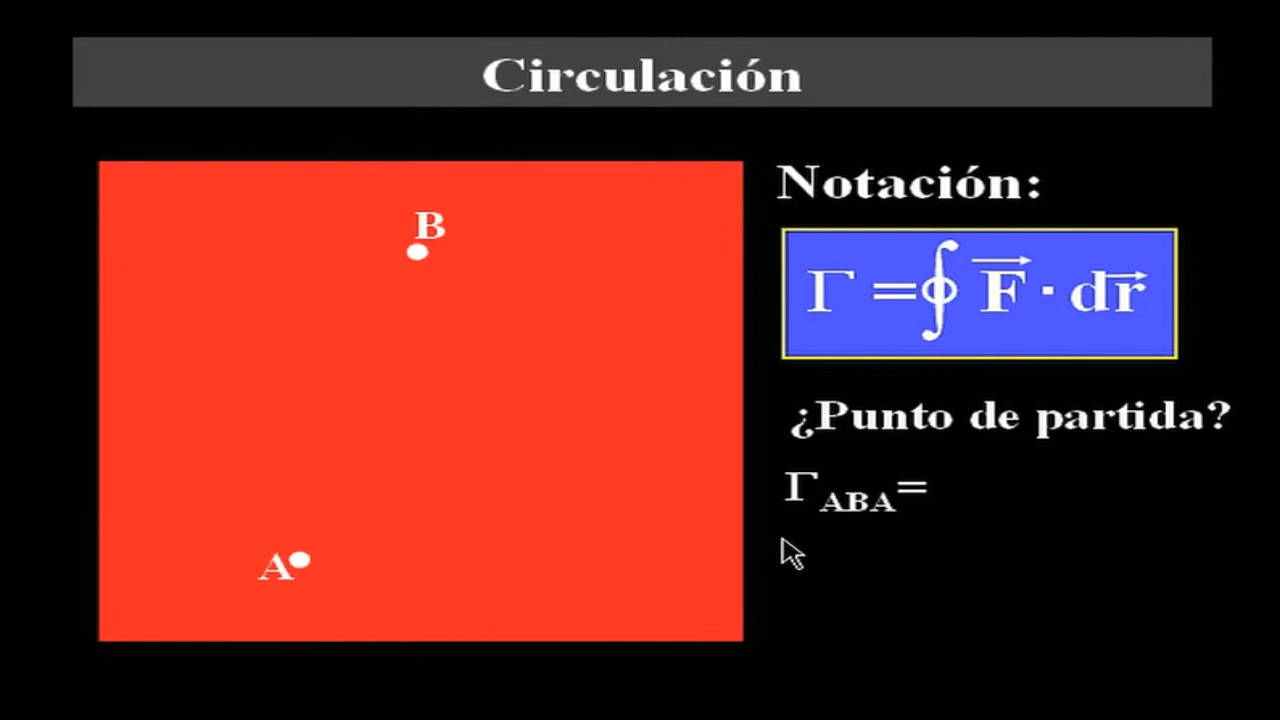 Circulación
B
A
Notación:
Γ = ∮ F⃗ · dr⃗
¿Punto de partida?
Γ_ABA=